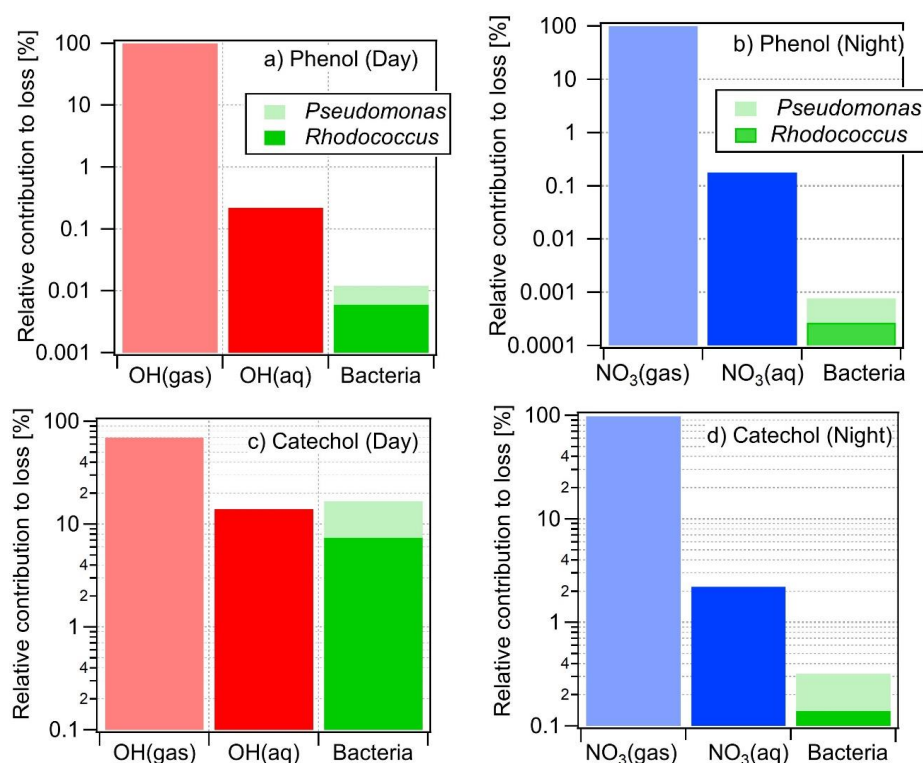 Relative contribution to loss [%]
100
10
1
0.1
0.01
0.001
a) Phenol (Day)
Pseudomonas
Rhodococcus
OH(gas) OH(aq) Bacteria
Relative contribution to loss [%]
100
10
1
0.1
0.01
0.001
0.0001
b) Phenol (Night)
Pseudomonas
Rhodococcus
NO₃(gas) NO₃(aq) Bacteria
Relative contribution to loss [%]
100
4
2
10
4
2
1
4
2
0.1
c) Catechol (Day)
OH(gas) OH(aq) Bacteria
Relative contribution to loss [%]
100
4
2
10
4
2
1
4
2
0.1
d) Catechol (Night)
NO₃(gas) NO₃(aq) Bacteria